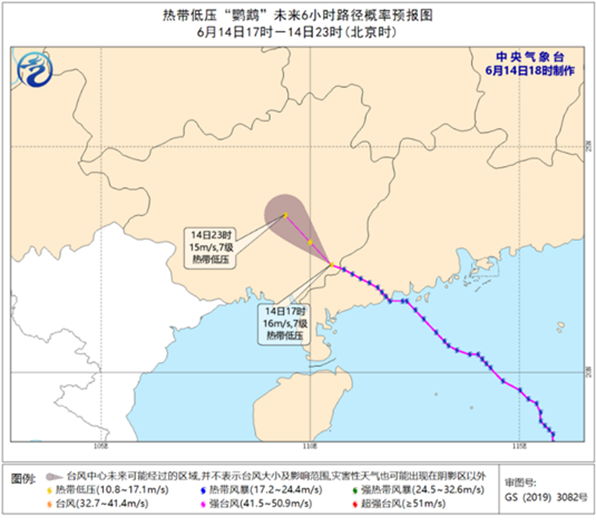 热带低压“鹦鹉”未来6小时路径概率预报图
6月14日17时－14日23时(北京时)
中央气象台
6月14日18时制作
25N
14日23时
15m/s,7级
热带低压
14日17时
16m/s,7级
热带低压
20N
105E 110E 115E
图例:
台风中心未来可能经过的区域,并不表示台风大小及影响范围,灾害性天气也可能出现在阴影区以外
热带低压(10.8~17.1m/s) 热带风暴(17.2~24.4m/s) 强热带风暴(24.5~32.6m/s)
台风(32.7~41.4m/s) 强台风(41.5~50.9m/s) 超强台风(≥51m/s)
审图号:
GS (2019) 3082号